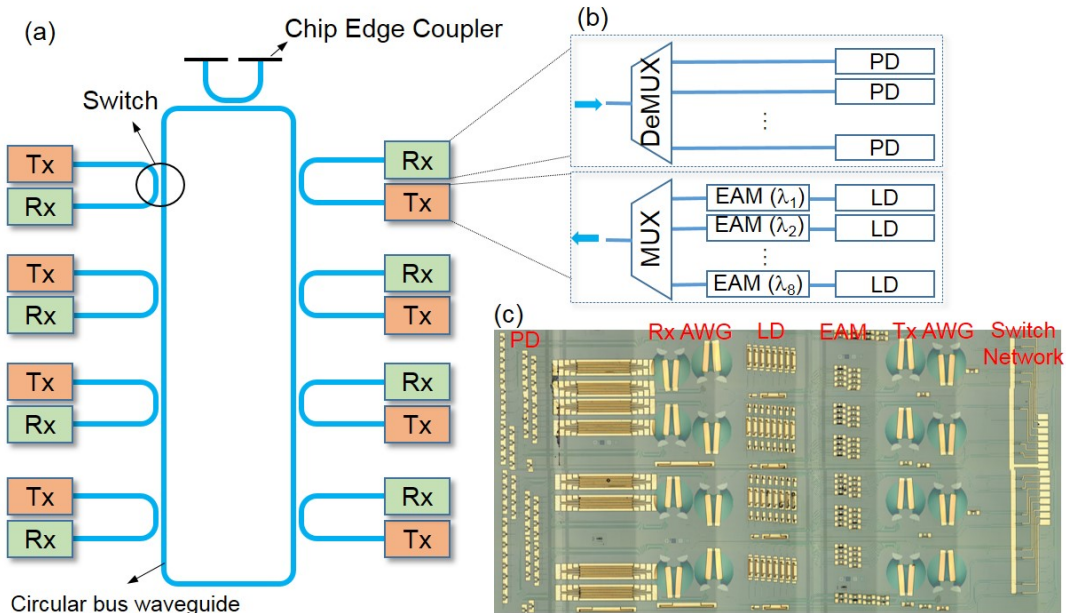 (a)
Chip Edge Coupler
Switch
Tx
Rx
Tx
Rx
Tx
Rx
Tx
Rx
Rx
Tx
Rx
Tx
Rx
Tx
Rx
Tx
Circular bus waveguide
(b)
DeMUX
PD
PD
⋮
PD
MUX
EAM (λ1) LD
EAM (λ2) LD
⋮
EAM (λ8) LD
(c)
PD Rx AWG LD EAM Tx AWG Switch
Network